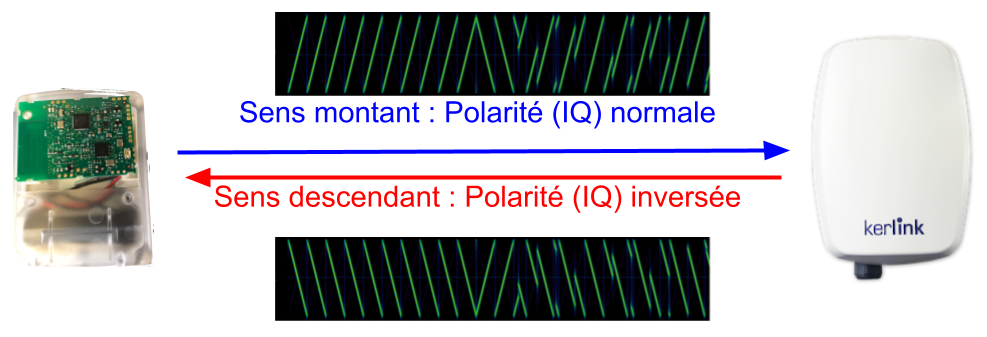 Sens montant : Polarité (IQ) normale
Sens descendant : Polarité (IQ) inversée
kerlink